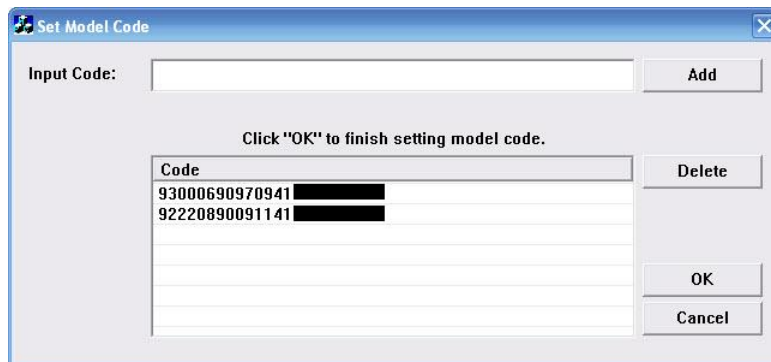 Set Model Code
Input Code:
Add
Click "OK" to finish setting model code.
Code
Delete
93000690970941
92220890091141
OK
Cancel